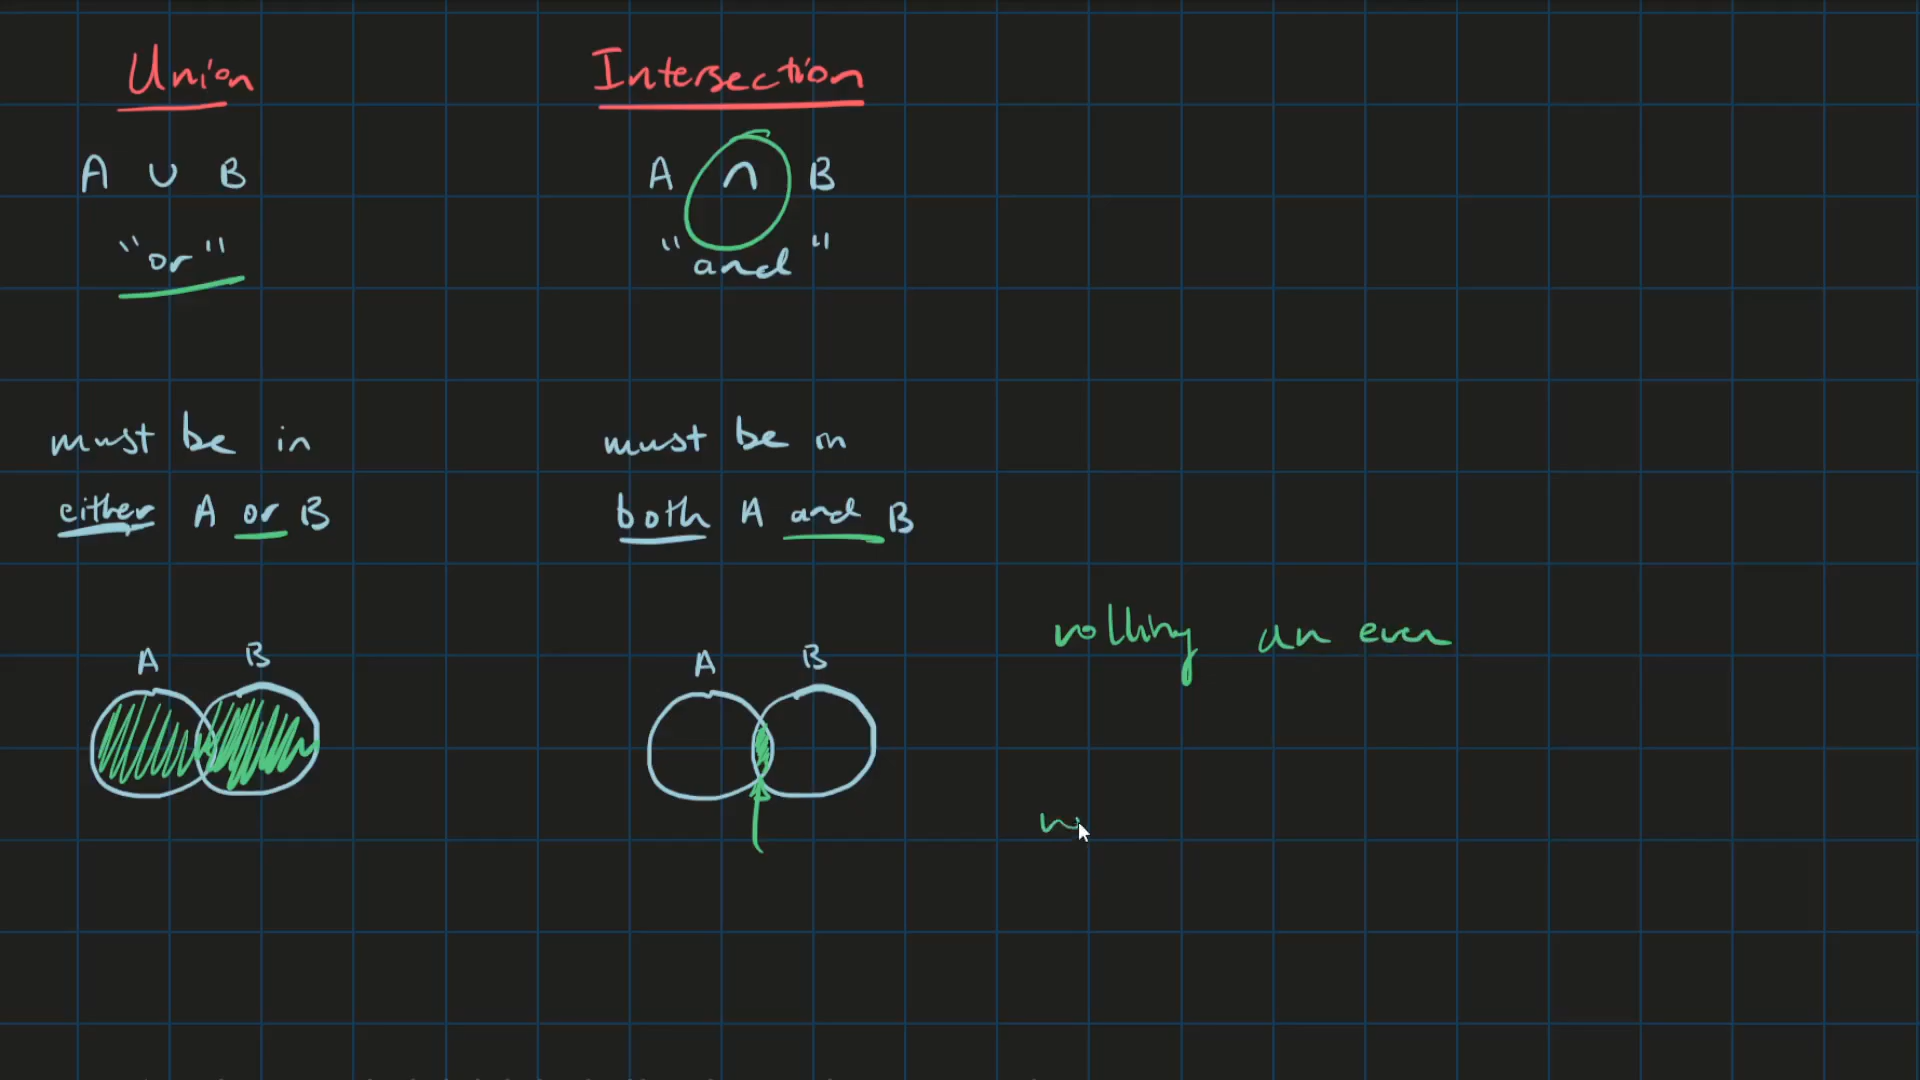 Union
A ∪ B
"or"
must be in
either A or B
A B
Intersection
A ∩ B
"and"
must be in
both A and B
A B
rolling an even